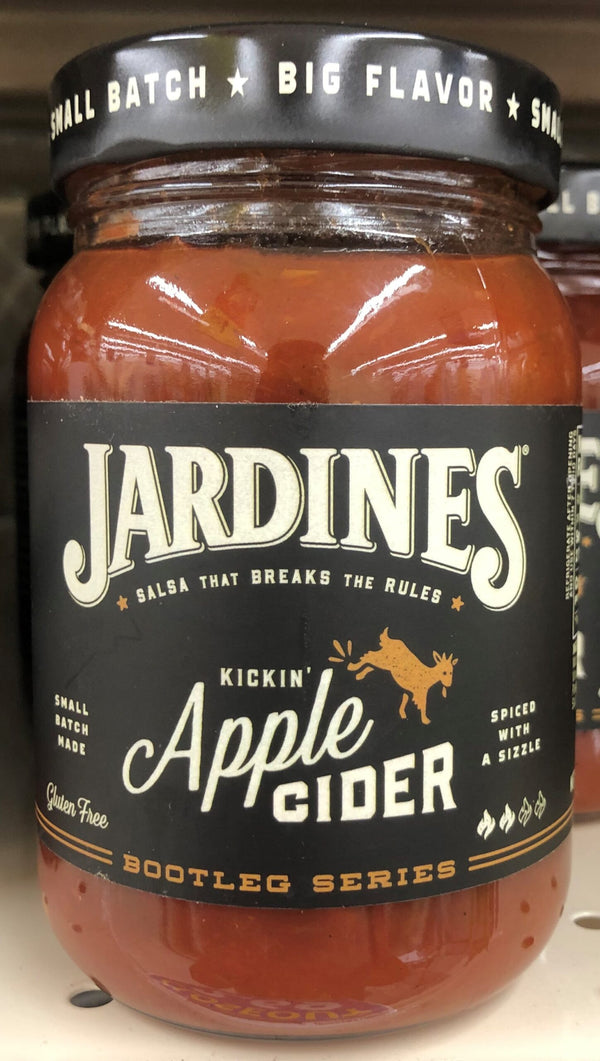 SMALL BATCH ★ BIG FLAVOR ★
JARDINES®
★ SALSA THAT BREAKS THE RULES ★
KICKIN'
Apple
CIDER
SMALL
BATCH
MADE
Gluten Free
SPICED
WITH
A SIZZLE
BOOTLEG SERIES